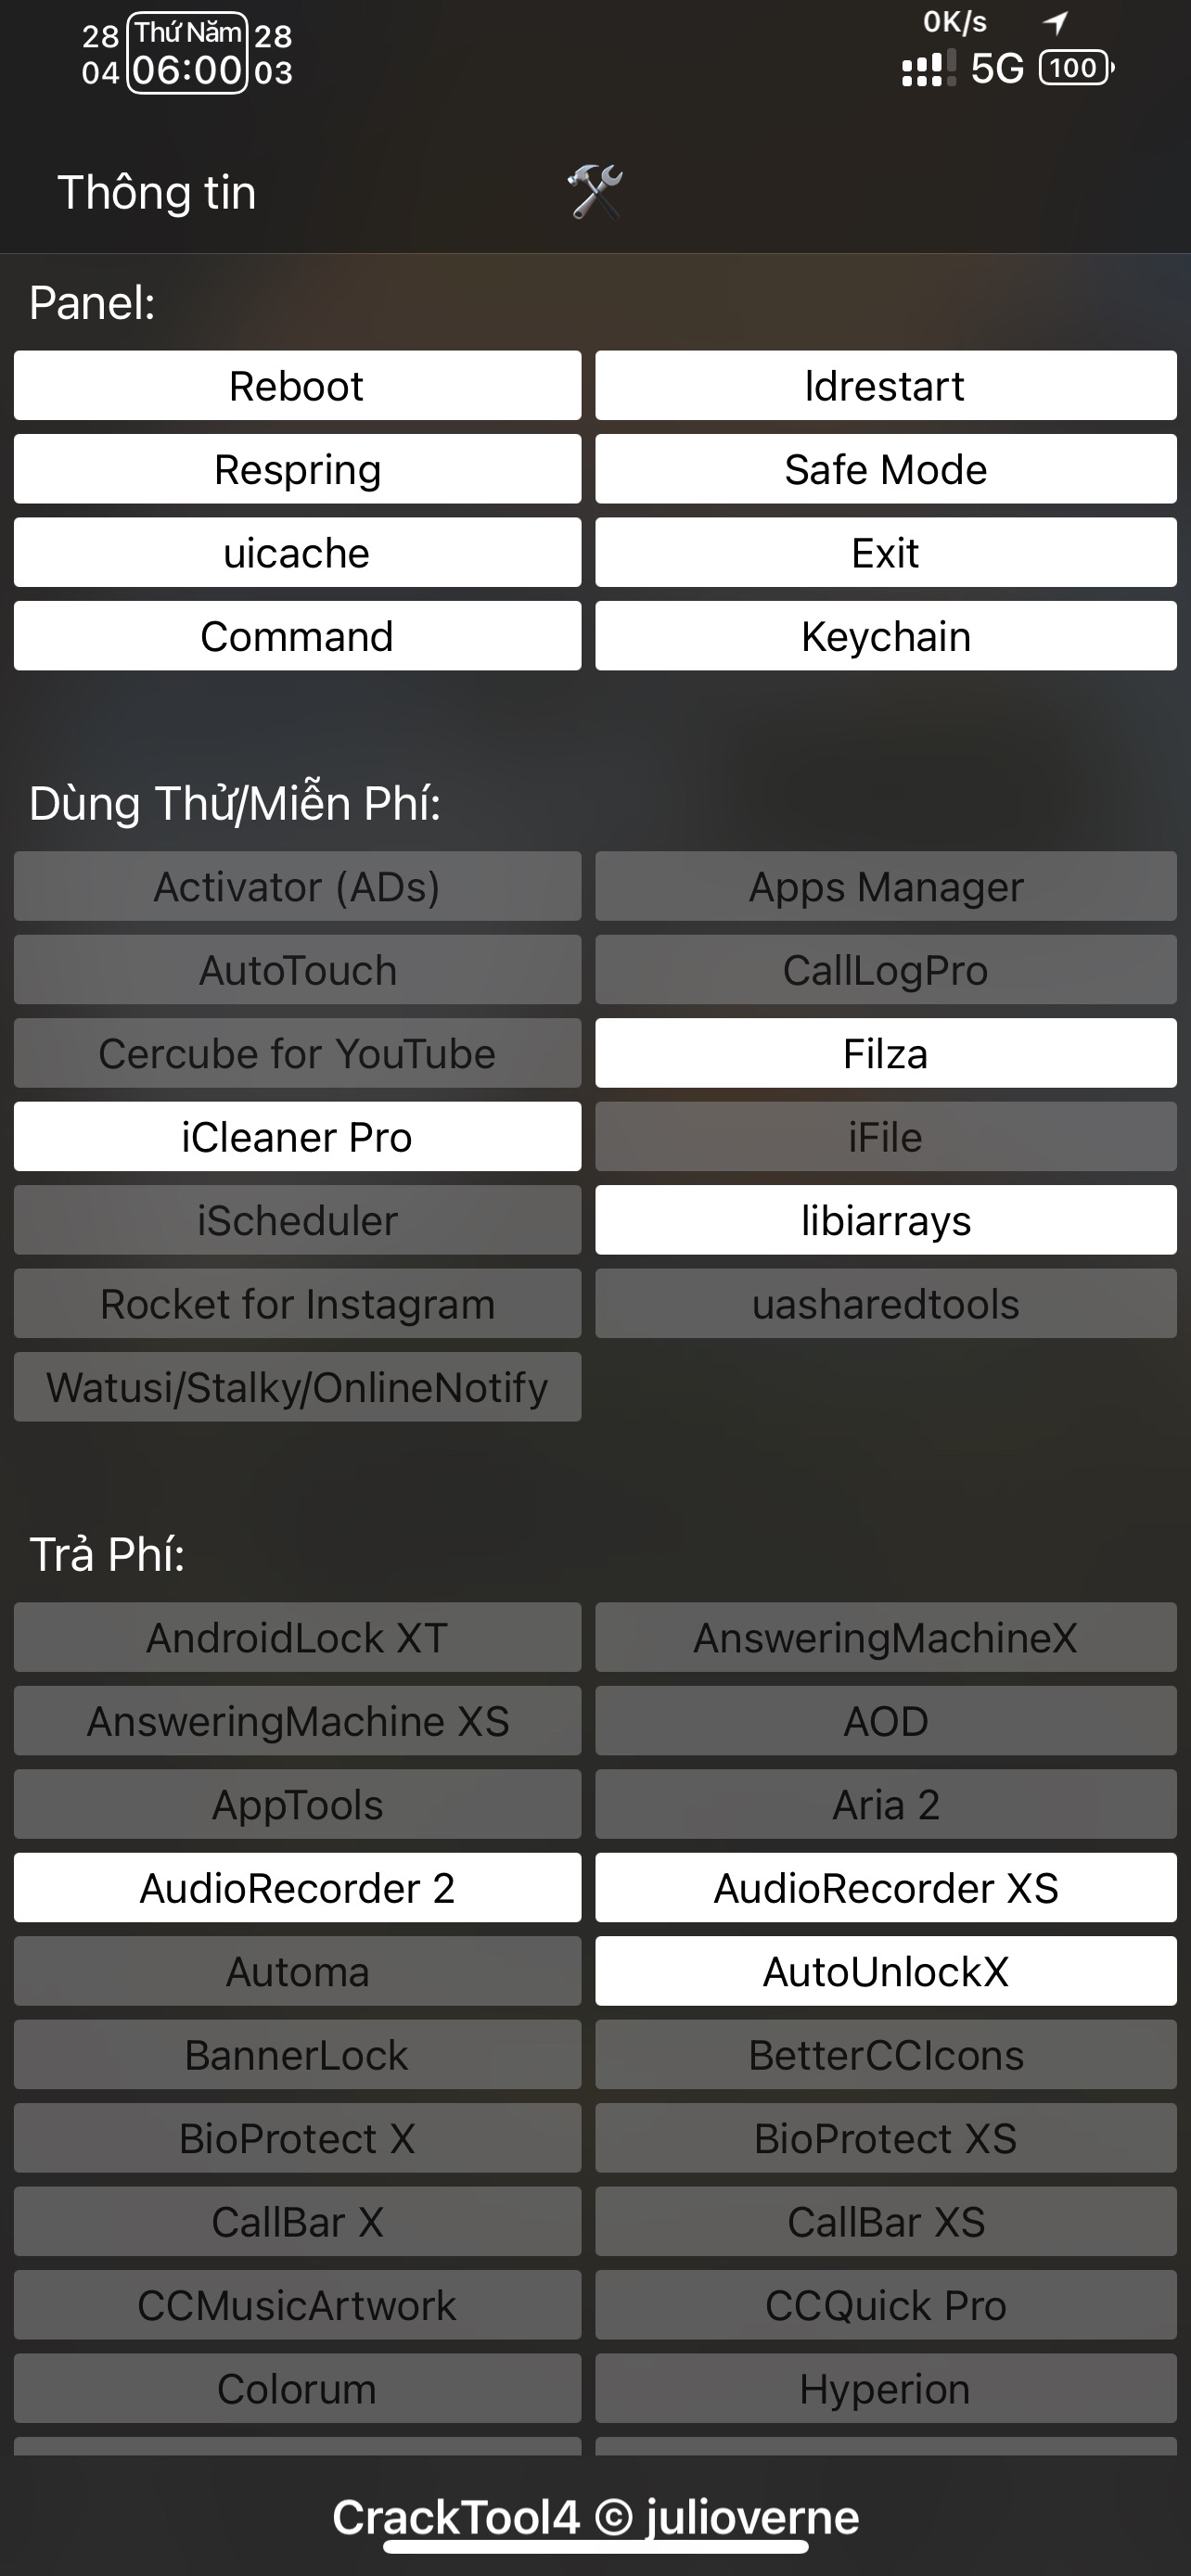 28 Thứ Năm 28
04 06:00 03
0K/s
5G 100
Thông tin
Panel:
Reboot
ldrestart
Respring
Safe Mode
uicache
Exit
Command
Keychain
Dùng Thử/Miễn Phí:
Activator (ADs)
Apps Manager
AutoTouch
CallLogPro
Cercube for YouTube
Filza
iCleaner Pro
iFile
iScheduler
libiarrays
Rocket for Instagram
uasharedtools
Watusi/Stalky/OnlineNotify
Trả Phí:
AndroidLock XT
AnsweringMachineX
AnsweringMachine XS
AOD
AppTools
Aria 2
AudioRecorder 2
AudioRecorder XS
Automa
AutoUnlockX
BannerLock
BetterCCIcons
BioProtect X
BioProtect XS
CallBar X
CallBar XS
CCMusicArtwork
CCQuick Pro
Colorum
Hyperion
CrackTool4 © julioverne